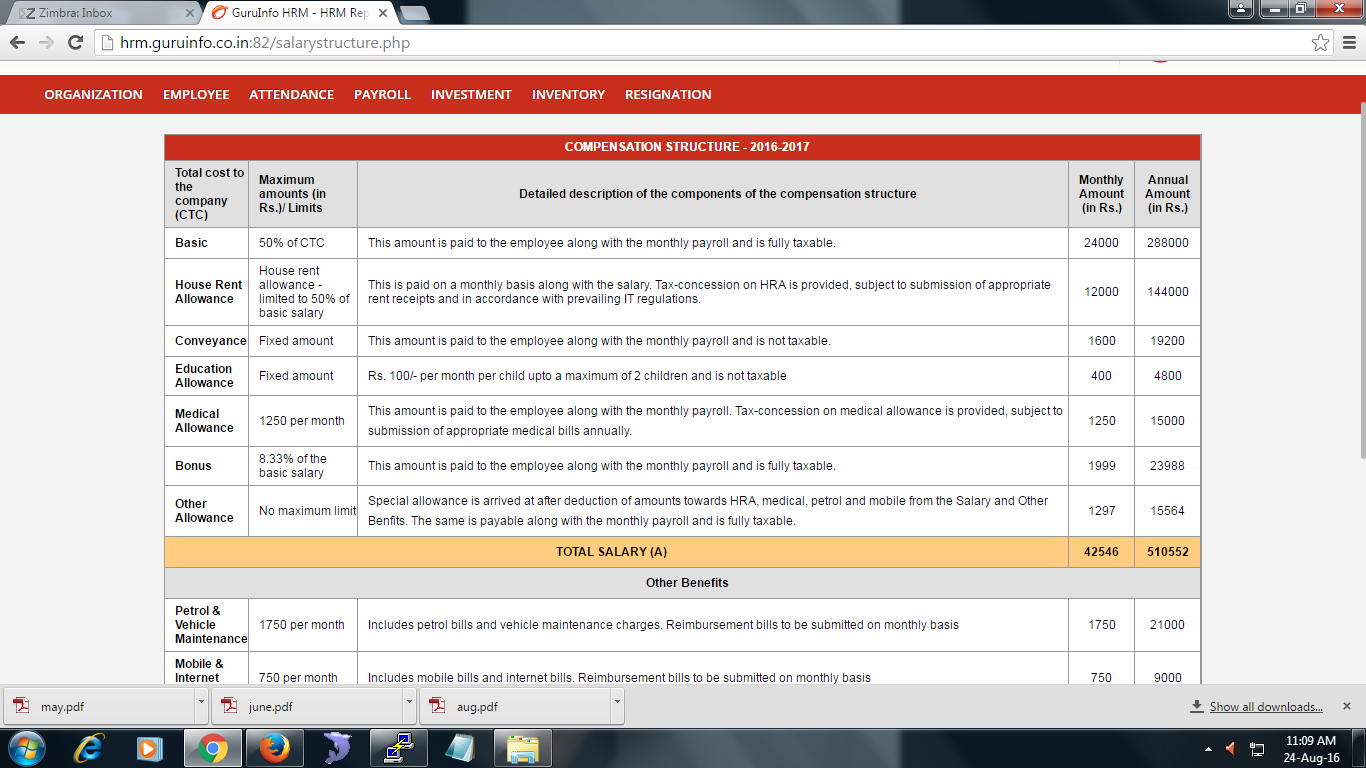 Zimbra: Inbox
GuruInfo HRM - HRM Rep
hrm.guruinfo.co.in:82/salarystructure.php
ORGANIZATION EMPLOYEE ATTENDANCE PAYROLL INVESTMENT INVENTORY RESIGNATION
COMPENSATION STRUCTURE - 2016-2017
Total cost to
the
company
(CTC)
Maximum
amounts (in
Rs.)/ Limits
Detailed description of the components of the compensation structure
Monthly
Amount
(in Rs.)
Annual
Amount
(in Rs.)
Basic
50% of CTC
This amount is paid to the employee along with the monthly payroll and is fully taxable.
24000
288000
House Rent
Allowance
House rent
allowance -
limited to 50% of
basic salary
This is paid on a monthly basis along with the salary. Tax-concession on HRA is provided, subject to submission of appropriate
rent receipts and in accordance with prevailing IT regulations.
12000
144000
Conveyance
Fixed amount
This amount is paid to the employee along with the monthly payroll and is not taxable.
1600
19200
Education
Allowance
Fixed amount
Rs. 100/- per month per child upto a maximum of 2 children and is not taxable
400
4800
Medical
Allowance
1250 per month
This amount is paid to the employee along with the monthly payroll. Tax-concession on medical allowance is provided, subject to
submission of appropriate medical bills annually.
1250
15000
Bonus
8.33% of the
basic salary
This amount is paid to the employee along with the monthly payroll and is fully taxable.
1999
23988
Other
Allowance
No maximum limit
Special allowance is arrived at after deduction of amounts towards HRA, medical, petrol and mobile from the Salary and Other
Benfits. The same is payable along with the monthly payroll and is fully taxable.
1297
15564
TOTAL SALARY (A)
42546
510552
Other Benefits
Petrol &
Vehicle
Maintenance
1750 per month
Includes petrol bills and vehicle maintenance charges. Reimbursement bills to be submitted on monthly basis
1750
21000
Mobile &
Internet
750 per month
Includes mobile bills and internet bills. Reimbursement bills to be submitted on monthly basis
750
9000
may.pdf
june.pdf
aug.pdf
Show all downloads...
11:09 AM
24-Aug-16